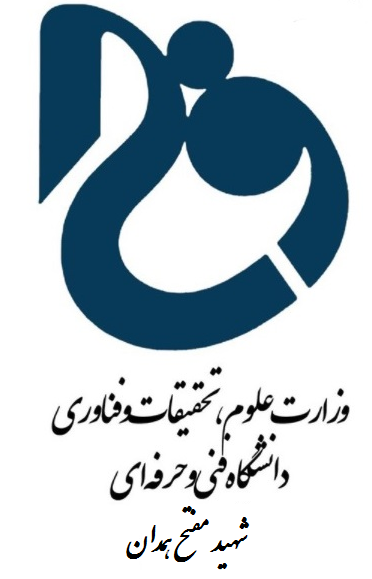 وزارت علوم، تحقیقات و فناوری
دانشگاه فنی و حرفه‌ای
شهید مفتح همدان